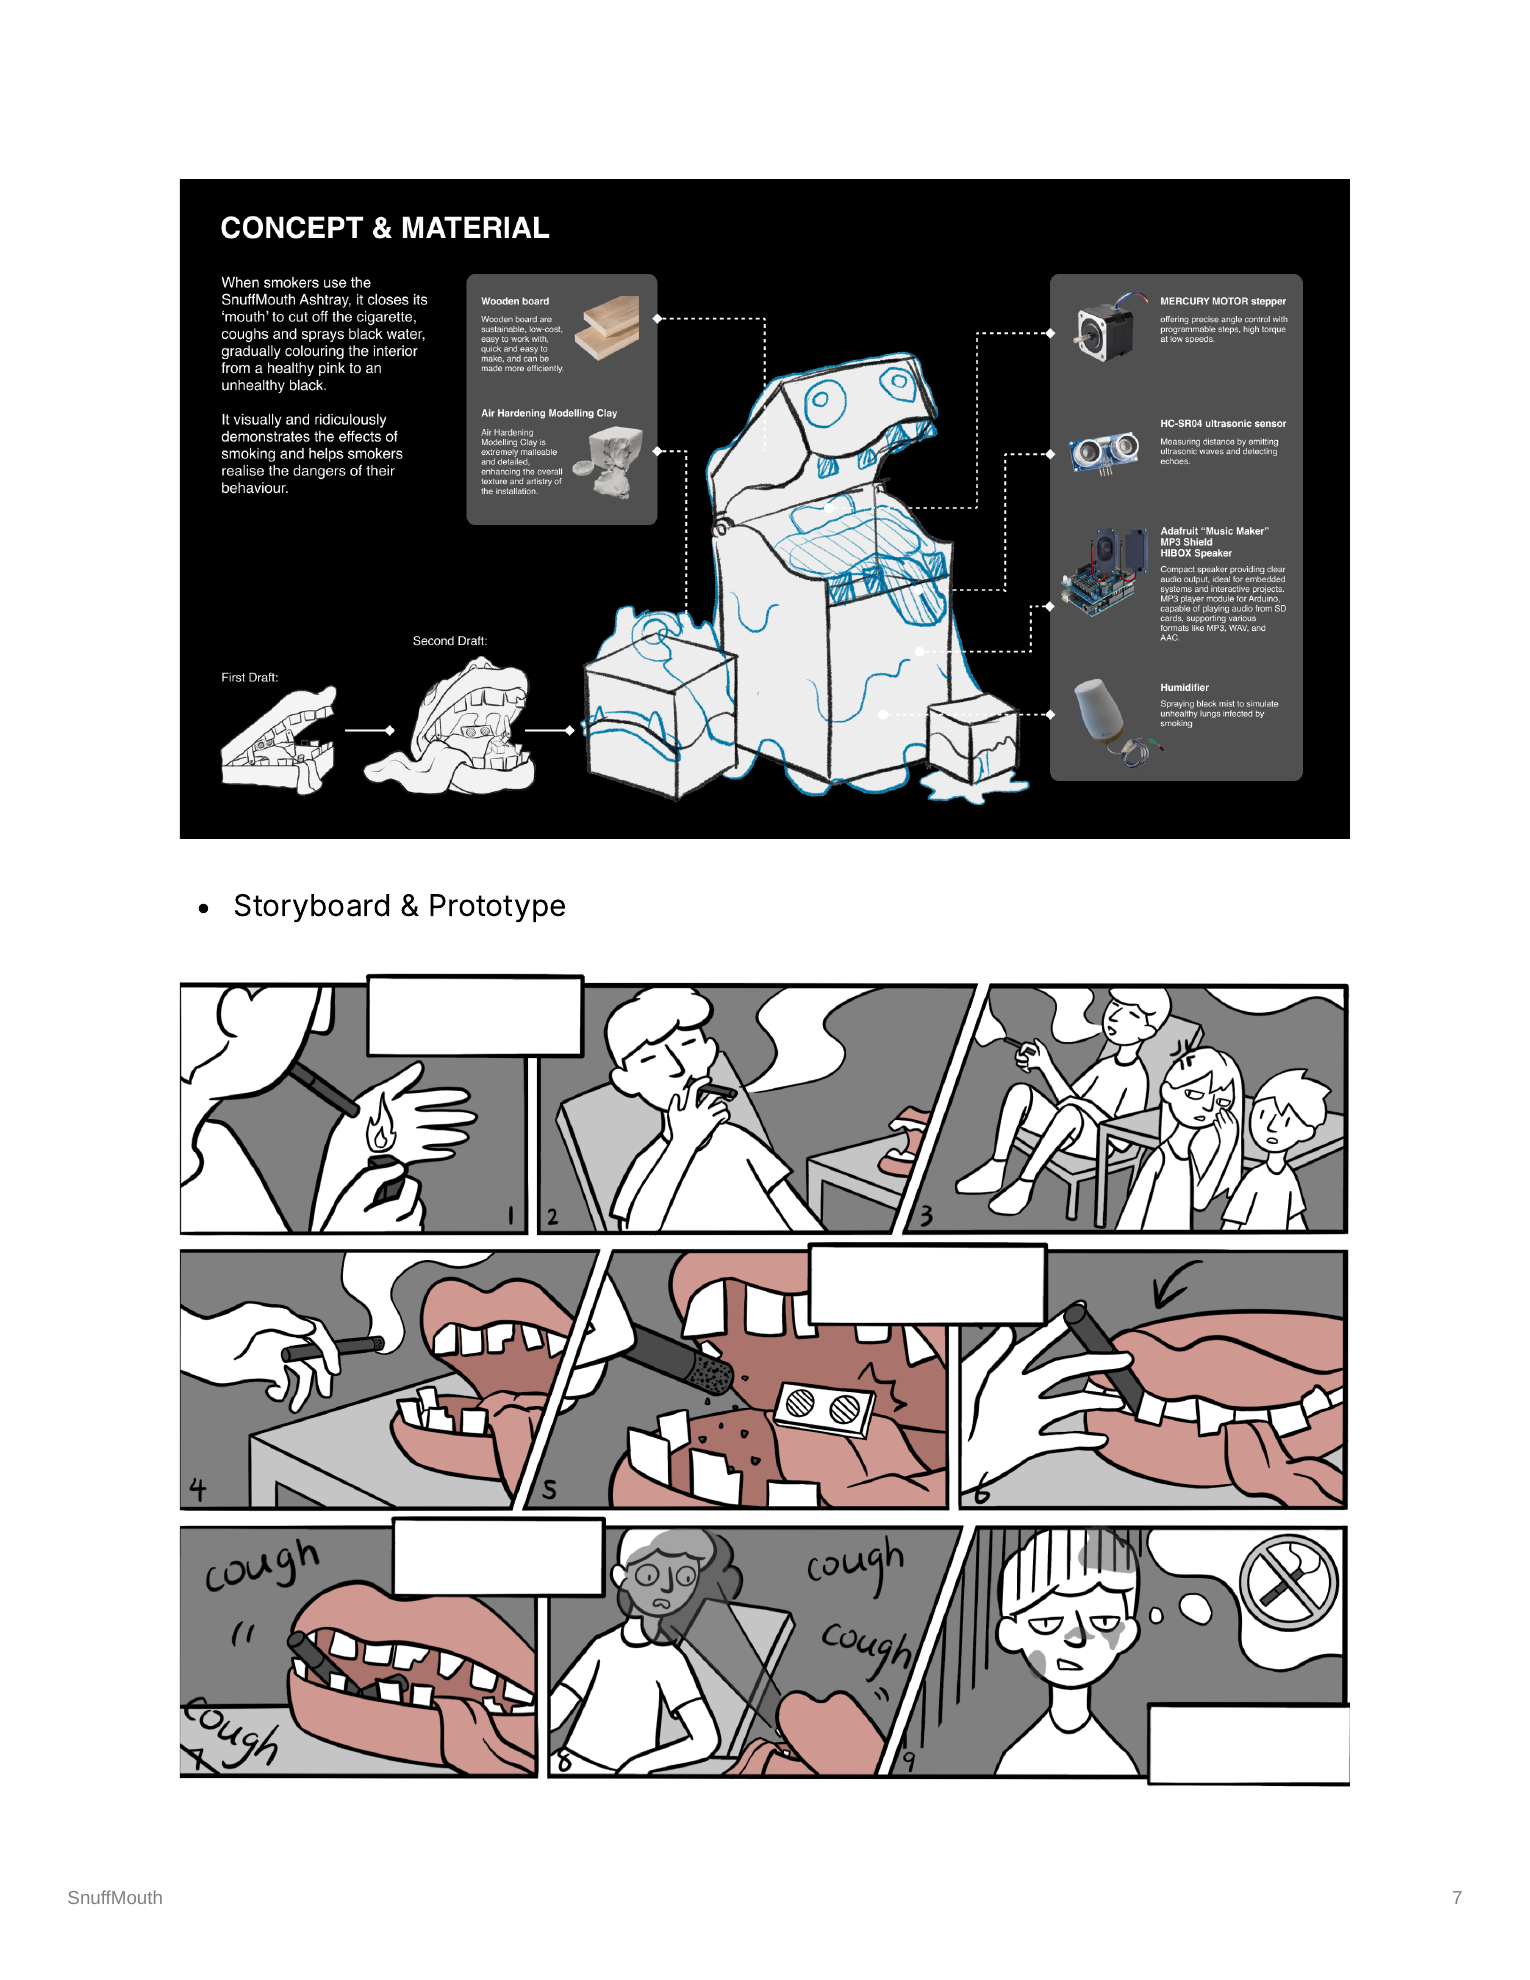 CONCEPT & MATERIAL
When smokers use the
SnuffMouth Ashtray, it closes its
‘mouth’ to cut off the cigarette,
coughs and sprays black water,
gradually colouring the interior
from a healthy pink to an
unhealthy black.
It visually and ridiculously
demonstrates the effects of
smoking and helps smokers
realise the dangers of their
behaviour.
Wooden board
Wooden board are
sustainable, low-cost,
easy to work with,
quick and easy to
make, and can be
made more efficiently.
Air Hardening Modelling Clay
Air Hardening
Modelling Clay is
extremely malleable
and detailed,
enhancing the overall
texture and artistry of
the installation.
First Draft:
Second Draft:
MERCURY MOTOR stepper
offering precise angle control with
programmable steps, high torque
at low speeds.
HC-SR04 ultrasonic sensor
Measuring distance by emitting
ultrasonic waves and detecting
echoes.
Adafruit “Music Maker”
MP3 Shield
HIBOX Speaker
Compact speaker providing clear
audio output, ideal for embedded
systems and interactive projects.
MP3 player module for Arduino,
capable of playing audio from SD
cards, supporting various
formats like MP3, WAV, and
AAC.
Humidifier
Spraying black mist to simulate
unhealthy lungs infected by
smoking
• Storyboard & Prototype
1
2
3
4
5
6
cough
cough
7
cough
cough
8
9
SnuffMouth
7